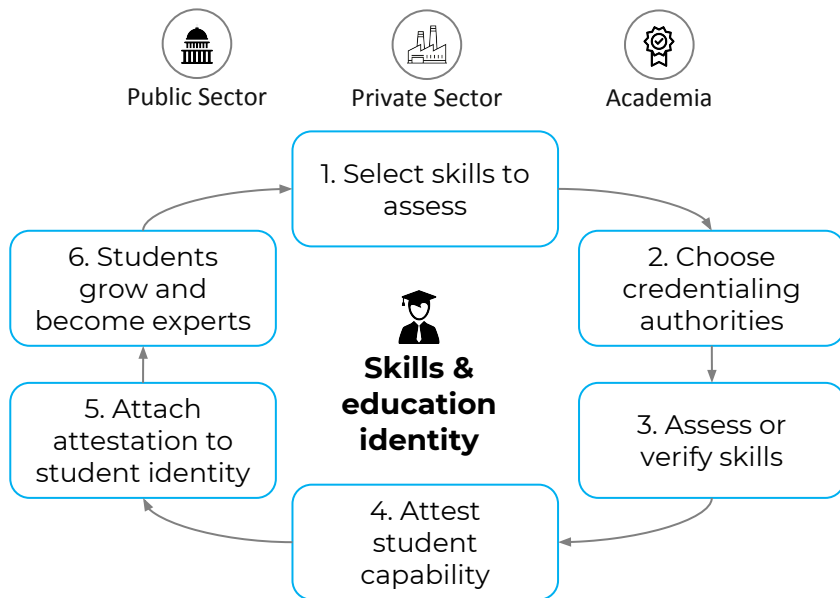 Public Sector
Private Sector
Academia
1. Select skills to
assess
2. Choose
credentialing
authorities
3. Assess or
verify skills
4. Attest
student
capability
5. Attach
attestation to
student identity
6. Students
grow and
become experts
Skills &
education
identity